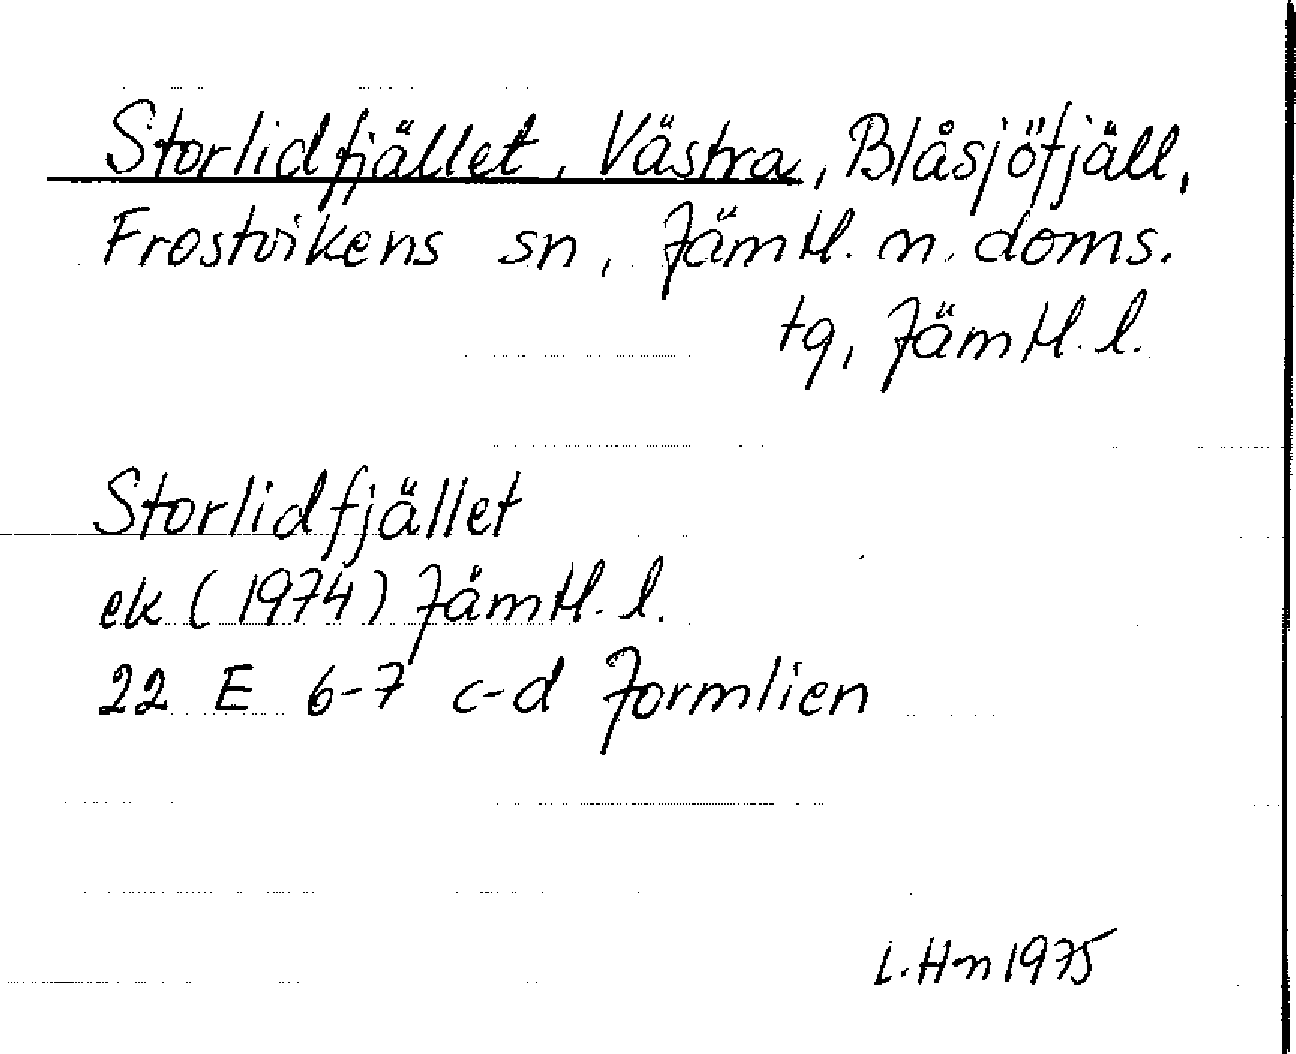 Storlidfjället, Västra, Blåsjöfjäll,
Frostvikens sn, Jämtl. n. doms.
tg, Jämtl. l.
Storlidfjället
ek (1974) Jämtl. l.
22 E 6-7 c-d Jormlien
L. H-n 1975